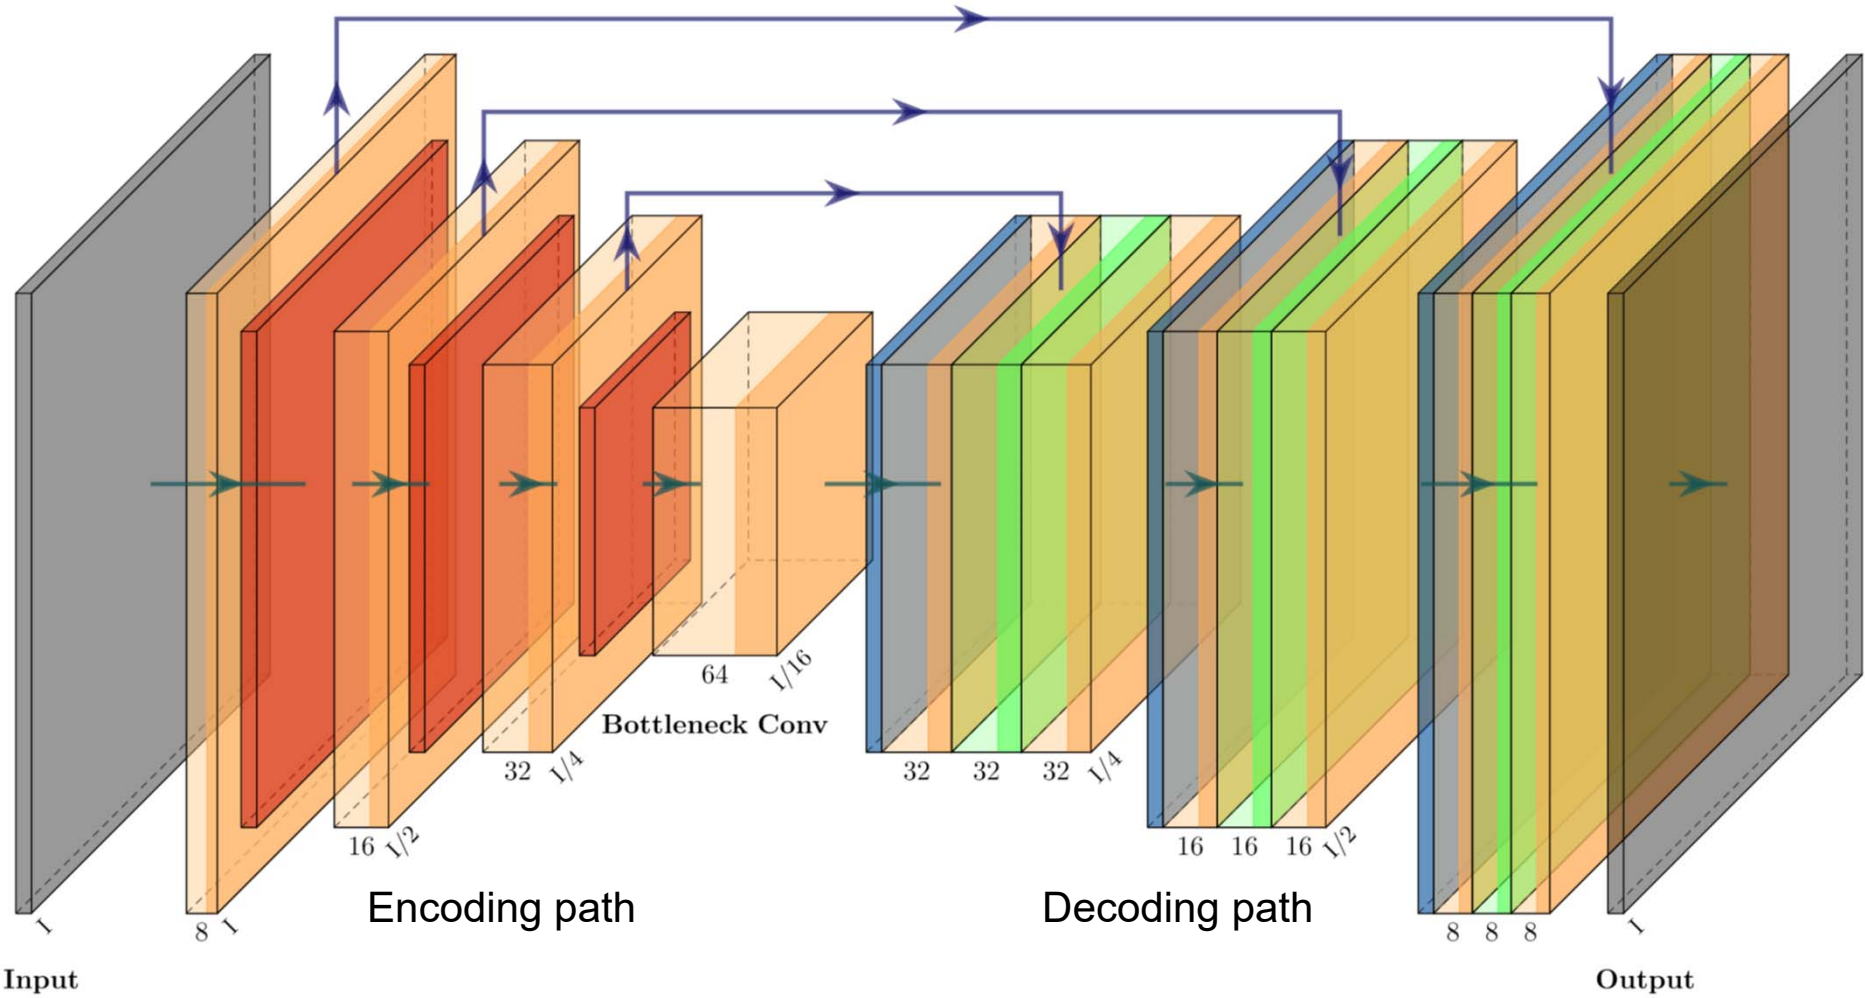 64 I/16
Bottleneck Conv
32 I/4
32 32 32 I/4
16 I/2
16 16 16 I/2
Encoding path
Decoding path
I
8 I
8 8 8
I
Input
Output